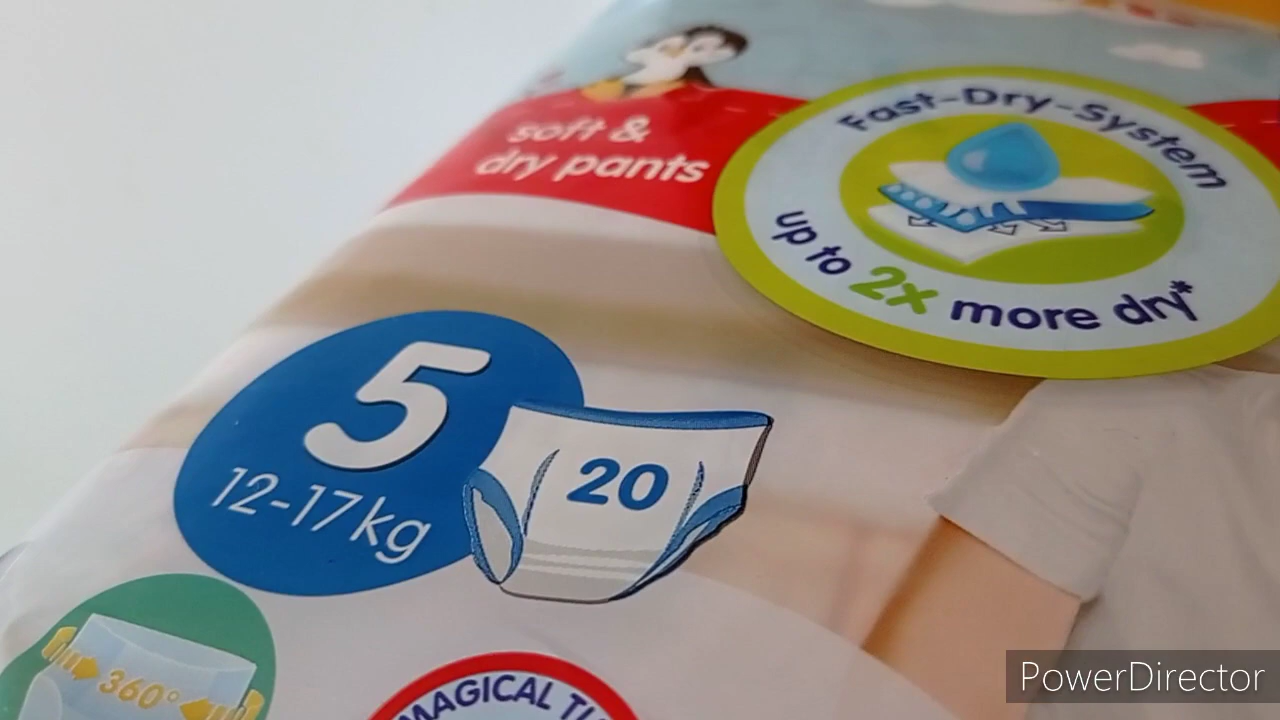 soft &
dry pants
Fast-Dry-System
up to 2x more dry*
5
12-17kg
20
360°
MAGICAL
PowerDirector